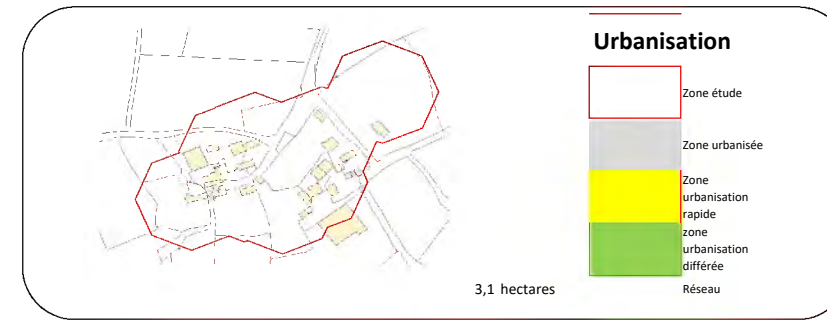 Urbanisation
Zone étude
Zone urbanisée
Zone
urbanisation
rapide
zone
urbanisation
différée
3,1 hectares
Réseau